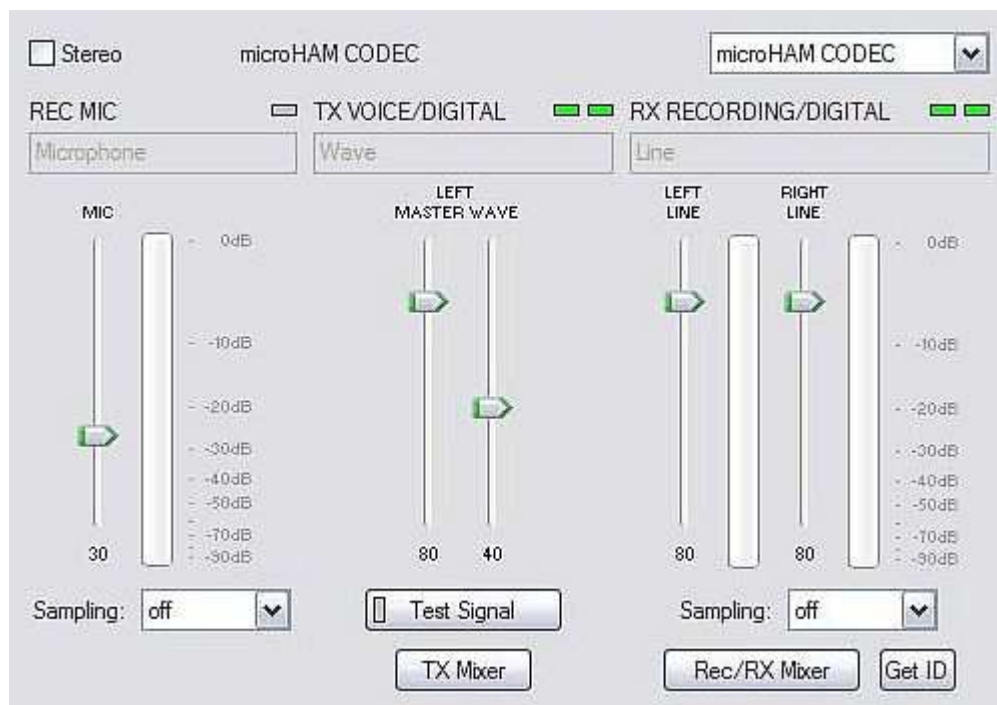 Stereo microHAM CODEC microHAM CODEC
REC MIC TX VOICE/DIGITAL RX RECORDING/DIGITAL
Microphone Wave Line
MIC
LEFT
MASTER WAVE
LEFT
LINE
RIGHT
LINE
0dB
-10dB
-20dB
-30dB
-40dB
-50dB
-70dB
-90dB
0dB
-10dB
-20dB
-30dB
-40dB
-50dB
-70dB
-90dB
30 80 40 80 80
Sampling: off Test Signal Sampling: off
TX Mixer Rec/RX Mixer Get ID